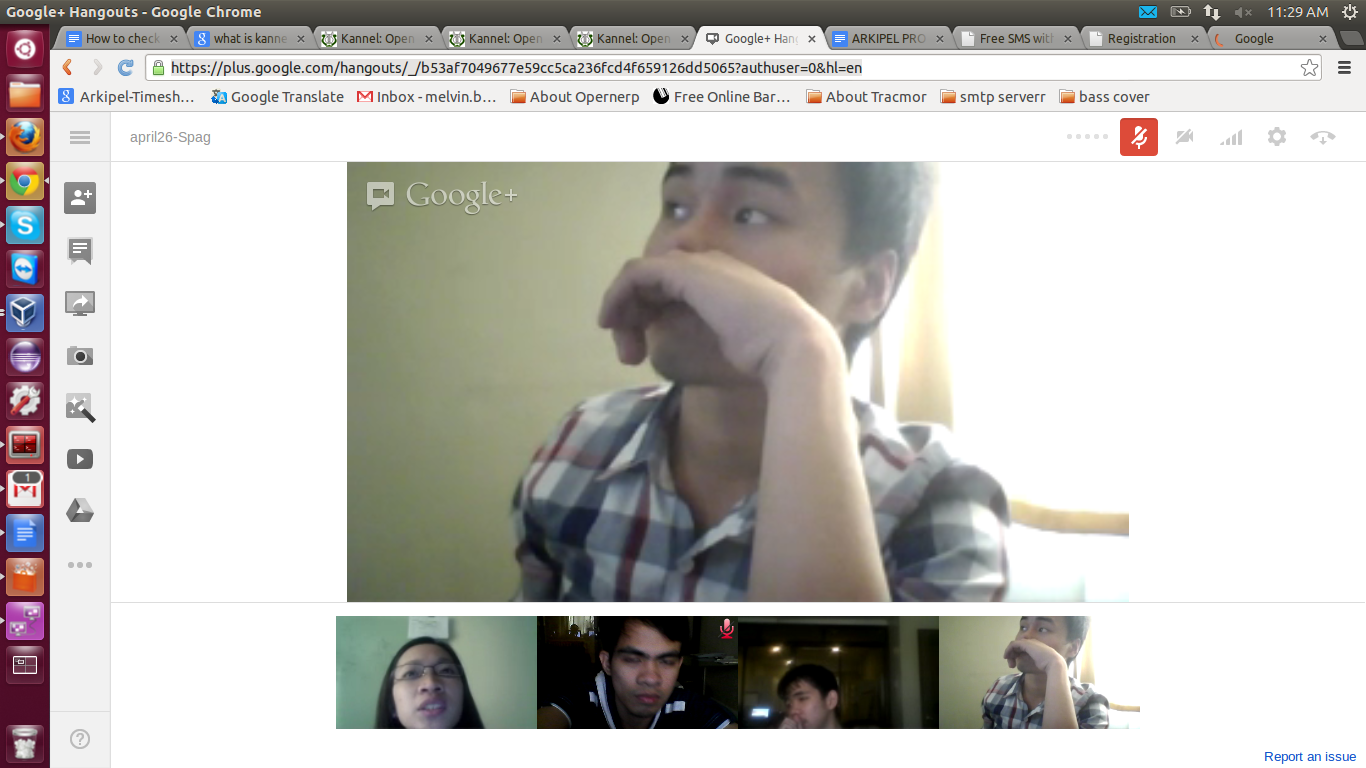 Google+ Hangouts - Google Chrome
11:29 AM
How to check
what is kanne
Kannel: Open
Kannel: Open
Kannel: Open
Google+ Hang
ARKIPEL PRO
Free SMS with
Registration
Google
https://plus.google.com/hangouts/_/b53af7049677e59cc5ca236fcd4f659126dd5065?authuser=0&hl=en
Arkipel-Timesh...
Google Translate
Inbox - melvin.b...
About Openerp
Free Online Bar...
About Tracmor
smtp serverr
bass cover
april26-Spag
Google+
1
Report an issue